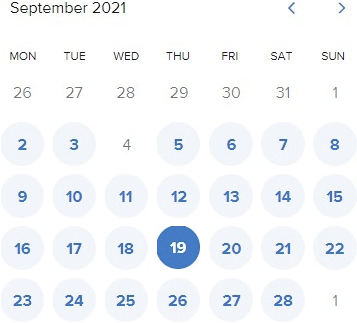 September 2021
MON TUE WED THU FRI SAT SUN
26 27 28 29 30 31 1
2 3 4 5 6 7 8
9 10 11 12 13 14 15
16 17 18 19 20 21 22
23 24 25 26 27 28 1